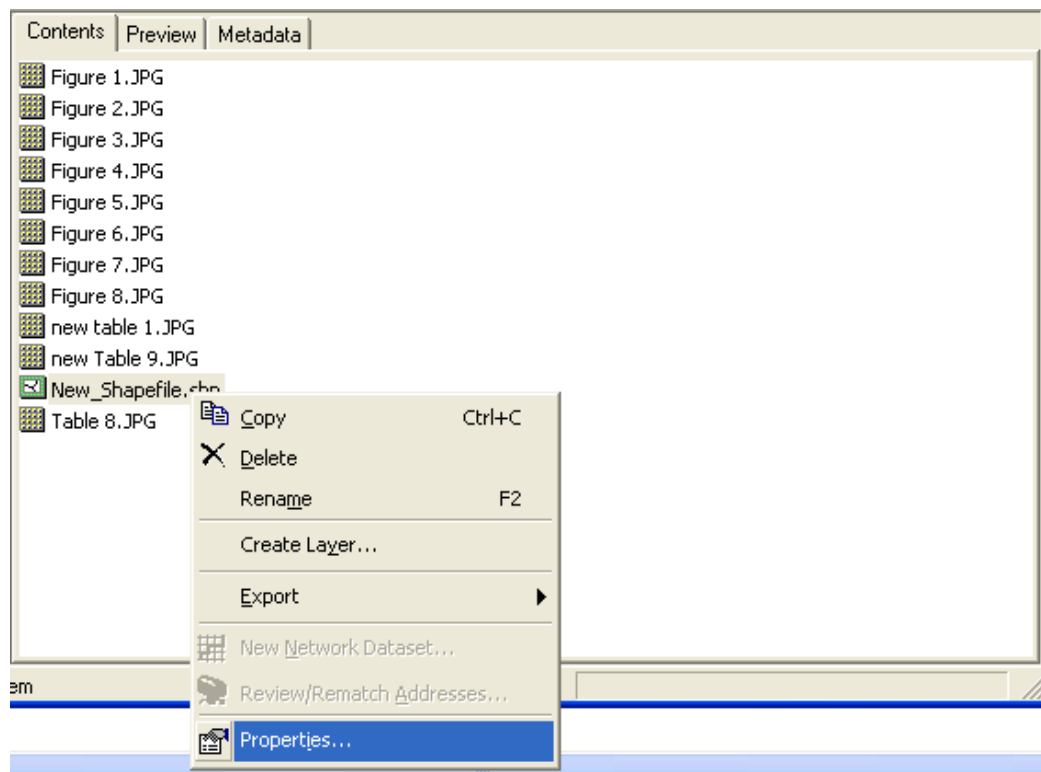 Contents Preview Metadata
Figure 1.JPG
Figure 2.JPG
Figure 3.JPG
Figure 4.JPG
Figure 5.JPG
Figure 6.JPG
Figure 7.JPG
Figure 8.JPG
new table 1.JPG
new Table 9.JPG
New_Shapefile.shp
Table 8.JPG
Copy Ctrl+C
Delete
Rename F2
Create Layer...
Export
New Network Dataset...
em
Review/Rematch Addresses...
Properties...